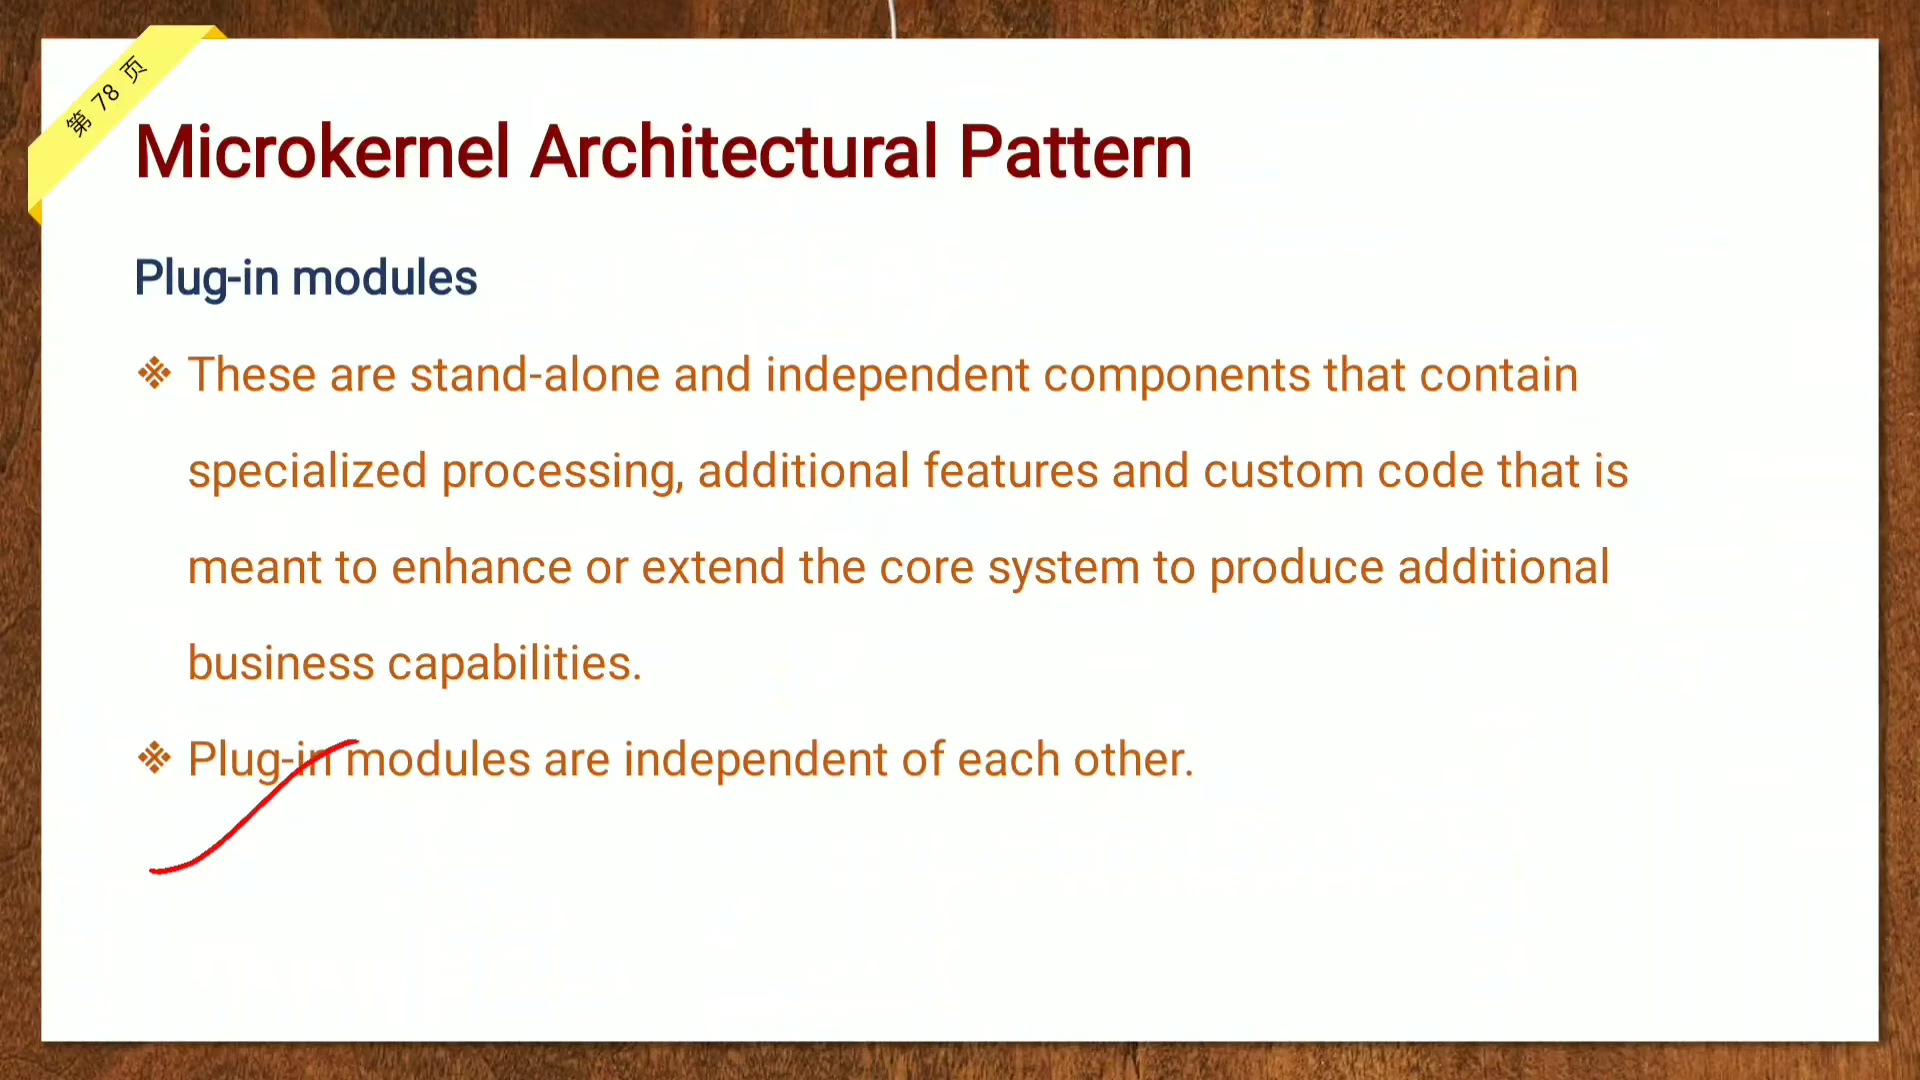 第 78 页
Microkernel Architectural Pattern
Plug-in modules
❖ These are stand-alone and independent components that contain
specialized processing, additional features and custom code that is
meant to enhance or extend the core system to produce additional
business capabilities.
❖ Plug-in modules are independent of each other.